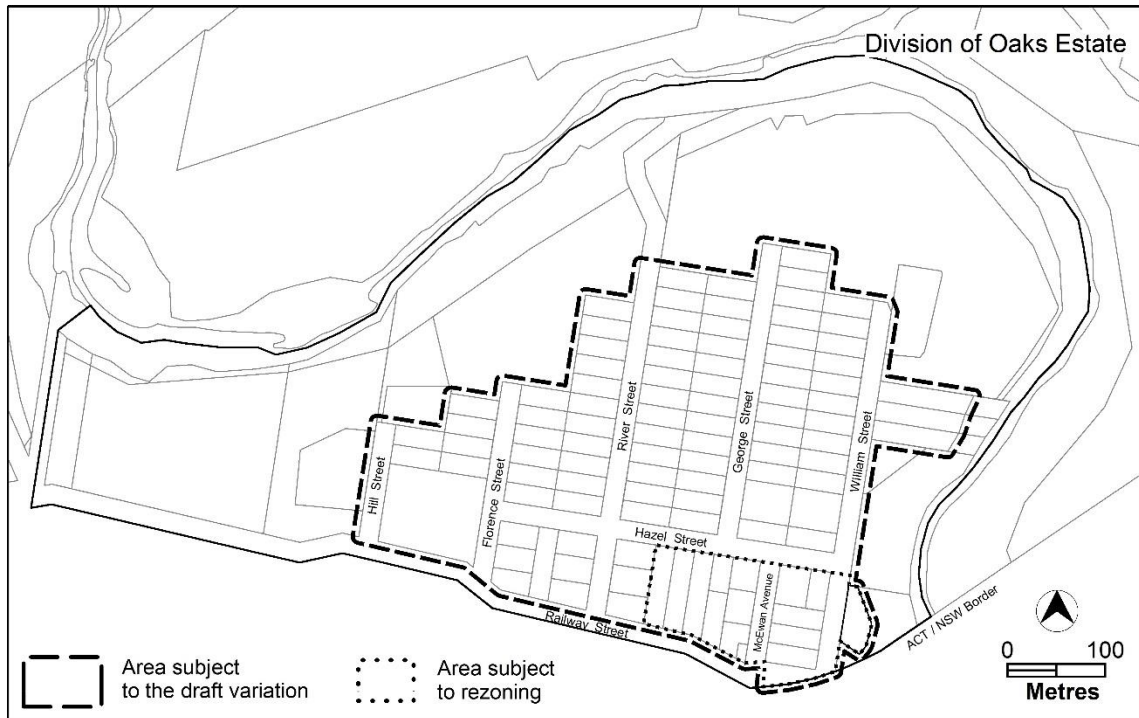 Division of Oaks Estate
River Street
George Street
William Street
Hill Street
Florence Street
Hazel Street
McEwan Avenue
Railway Street
ACT / NSW Border
Area subject
to the draft variation
Area subject
to rezoning
0 100
Metres